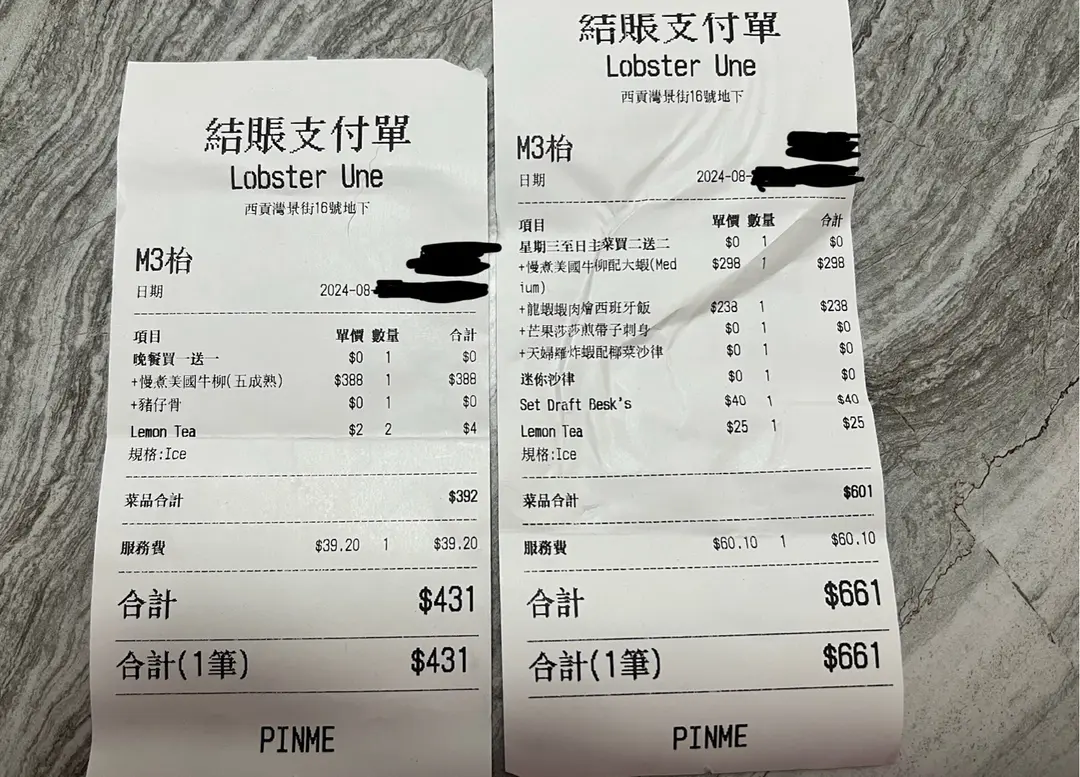 結賬支付單
Lobster Une
西貢灣景街16號地下
M3枱
日期 2024-08-
項目 單價 數量 合計
晚餐買一送一 $0 1 $0
+慢煮美國牛柳(五成熟) $388 1 $388
+豬仔骨 $0 1 $0
Lemon Tea $2 2 $4
規格:Ice
菜品合計 $392
服務費 $39.20 1 $39.20
合計 $431
合計(1筆) $431
PINME
結賬支付單
Lobster Une
西貢灣景街16號地下
M3枱
日期 2024-08-
項目 單價 數量 合計
星期三至日主菜買二送二 $0 1 $0
+慢煮美國牛柳配大蝦(Med $298 1 $298
ium)
+龍蝦蝦肉燴西班牙飯 $238 1 $238
+芒果莎莎煎帶子刺身 $0 1 $0
+天婦羅炸蝦配椰菜沙律 $0 1 $0
迷你沙律 $0 1 $0
Set Draft Besk's $40 1 $40
Lemon Tea $25 1 $25
規格:Ice
菜品合計 $601
服務費 $60.10 1 $60.10
合計 $661
合計(1筆) $661
PINME